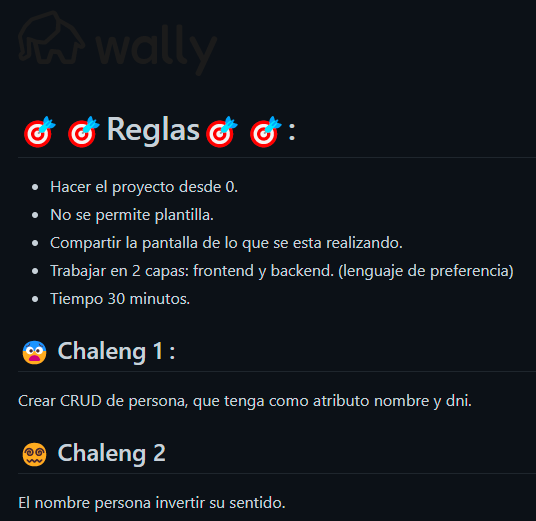 wally
Reglas :
Hacer el proyecto desde 0.
No se permite plantilla.
Compartir la pantalla de lo que se esta realizando.
Trabajar en 2 capas: frontend y backend. (lenguaje de preferencia)
Tiempo 30 minutos.
Chaleng 1 :
Crear CRUD de persona, que tenga como atributo nombre y dni.
Chaleng 2
El nombre persona invertir su sentido.